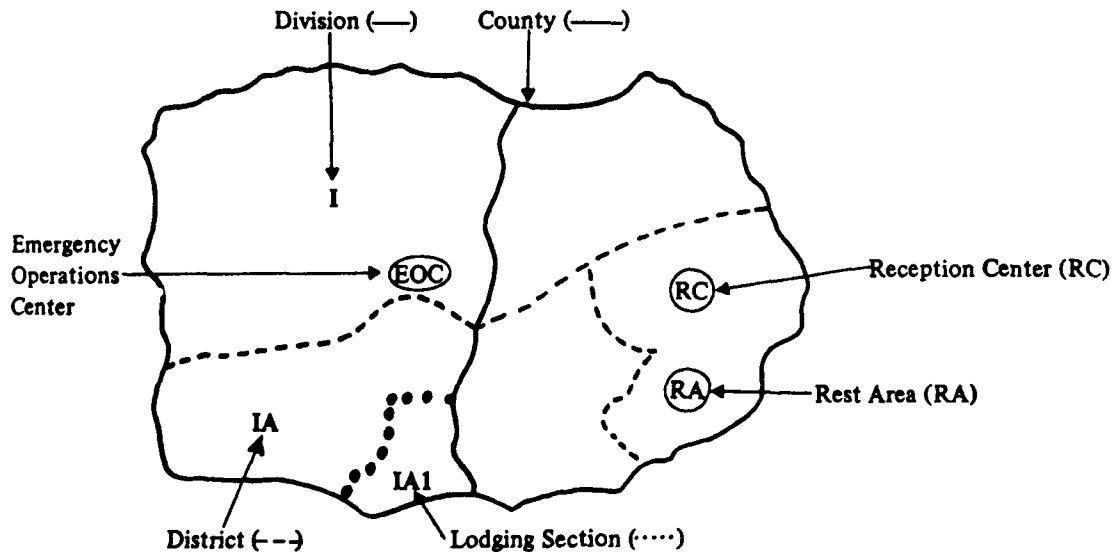 Division (——)
County (——)
I
Emergency
Operations
Center
EOC
RC
Reception Center (RC)
RA
Rest Area (RA)
IA
IA1
District (---)
Lodging Section (·····)